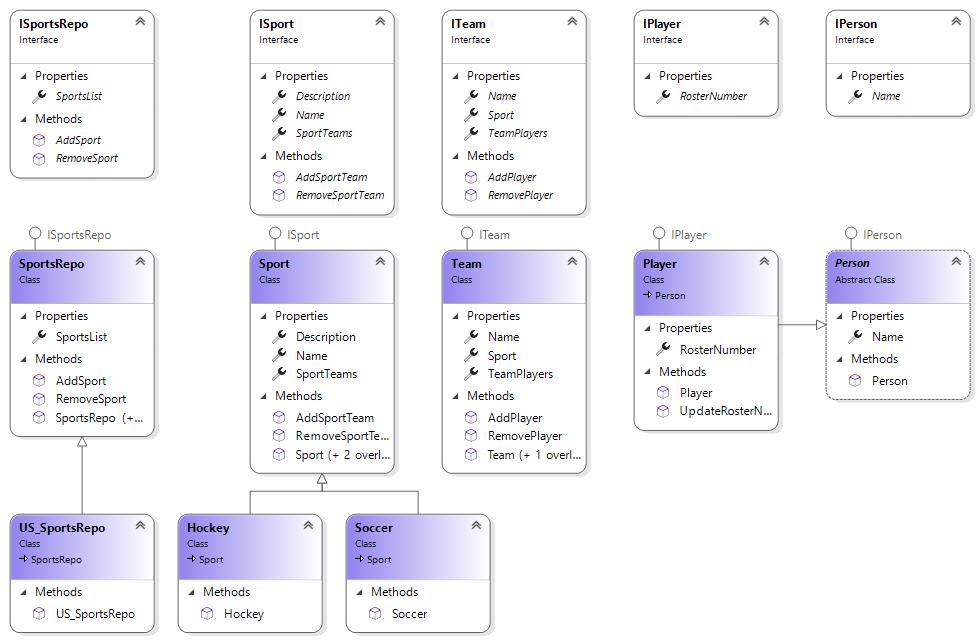 ISportsRepo
Interface
Properties
SportsList
Methods
AddSport
RemoveSport
ISport
Interface
Properties
Description
Name
SportTeams
Methods
AddSportTeam
RemoveSportTeam
ITeam
Interface
Properties
Name
Sport
TeamPlayers
Methods
AddPlayer
RemovePlayer
IPlayer
Interface
Properties
RosterNumber
IPerson
Interface
Properties
Name
ISportsRepo
SportsRepo
Class
Properties
SportsList
Methods
AddSport
RemoveSport
SportsRepo (+...
ISport
Sport
Class
Properties
Description
Name
SportTeams
Methods
AddSportTeam
RemoveSportTe...
Sport (+ 2 overl...
ITeam
Team
Class
Properties
Name
Sport
TeamPlayers
Methods
AddPlayer
RemovePlayer
Team (+ 1 overl...
IPlayer
Player
Class
Person
Properties
RosterNumber
Methods
Player
UpdateRosterN...
IPerson
Person
Abstract Class
Properties
Name
Methods
Person
US_SportsRepo
Class
SportsRepo
Methods
US_SportsRepo
Hockey
Class
Sport
Methods
Hockey
Soccer
Class
Sport
Methods
Soccer